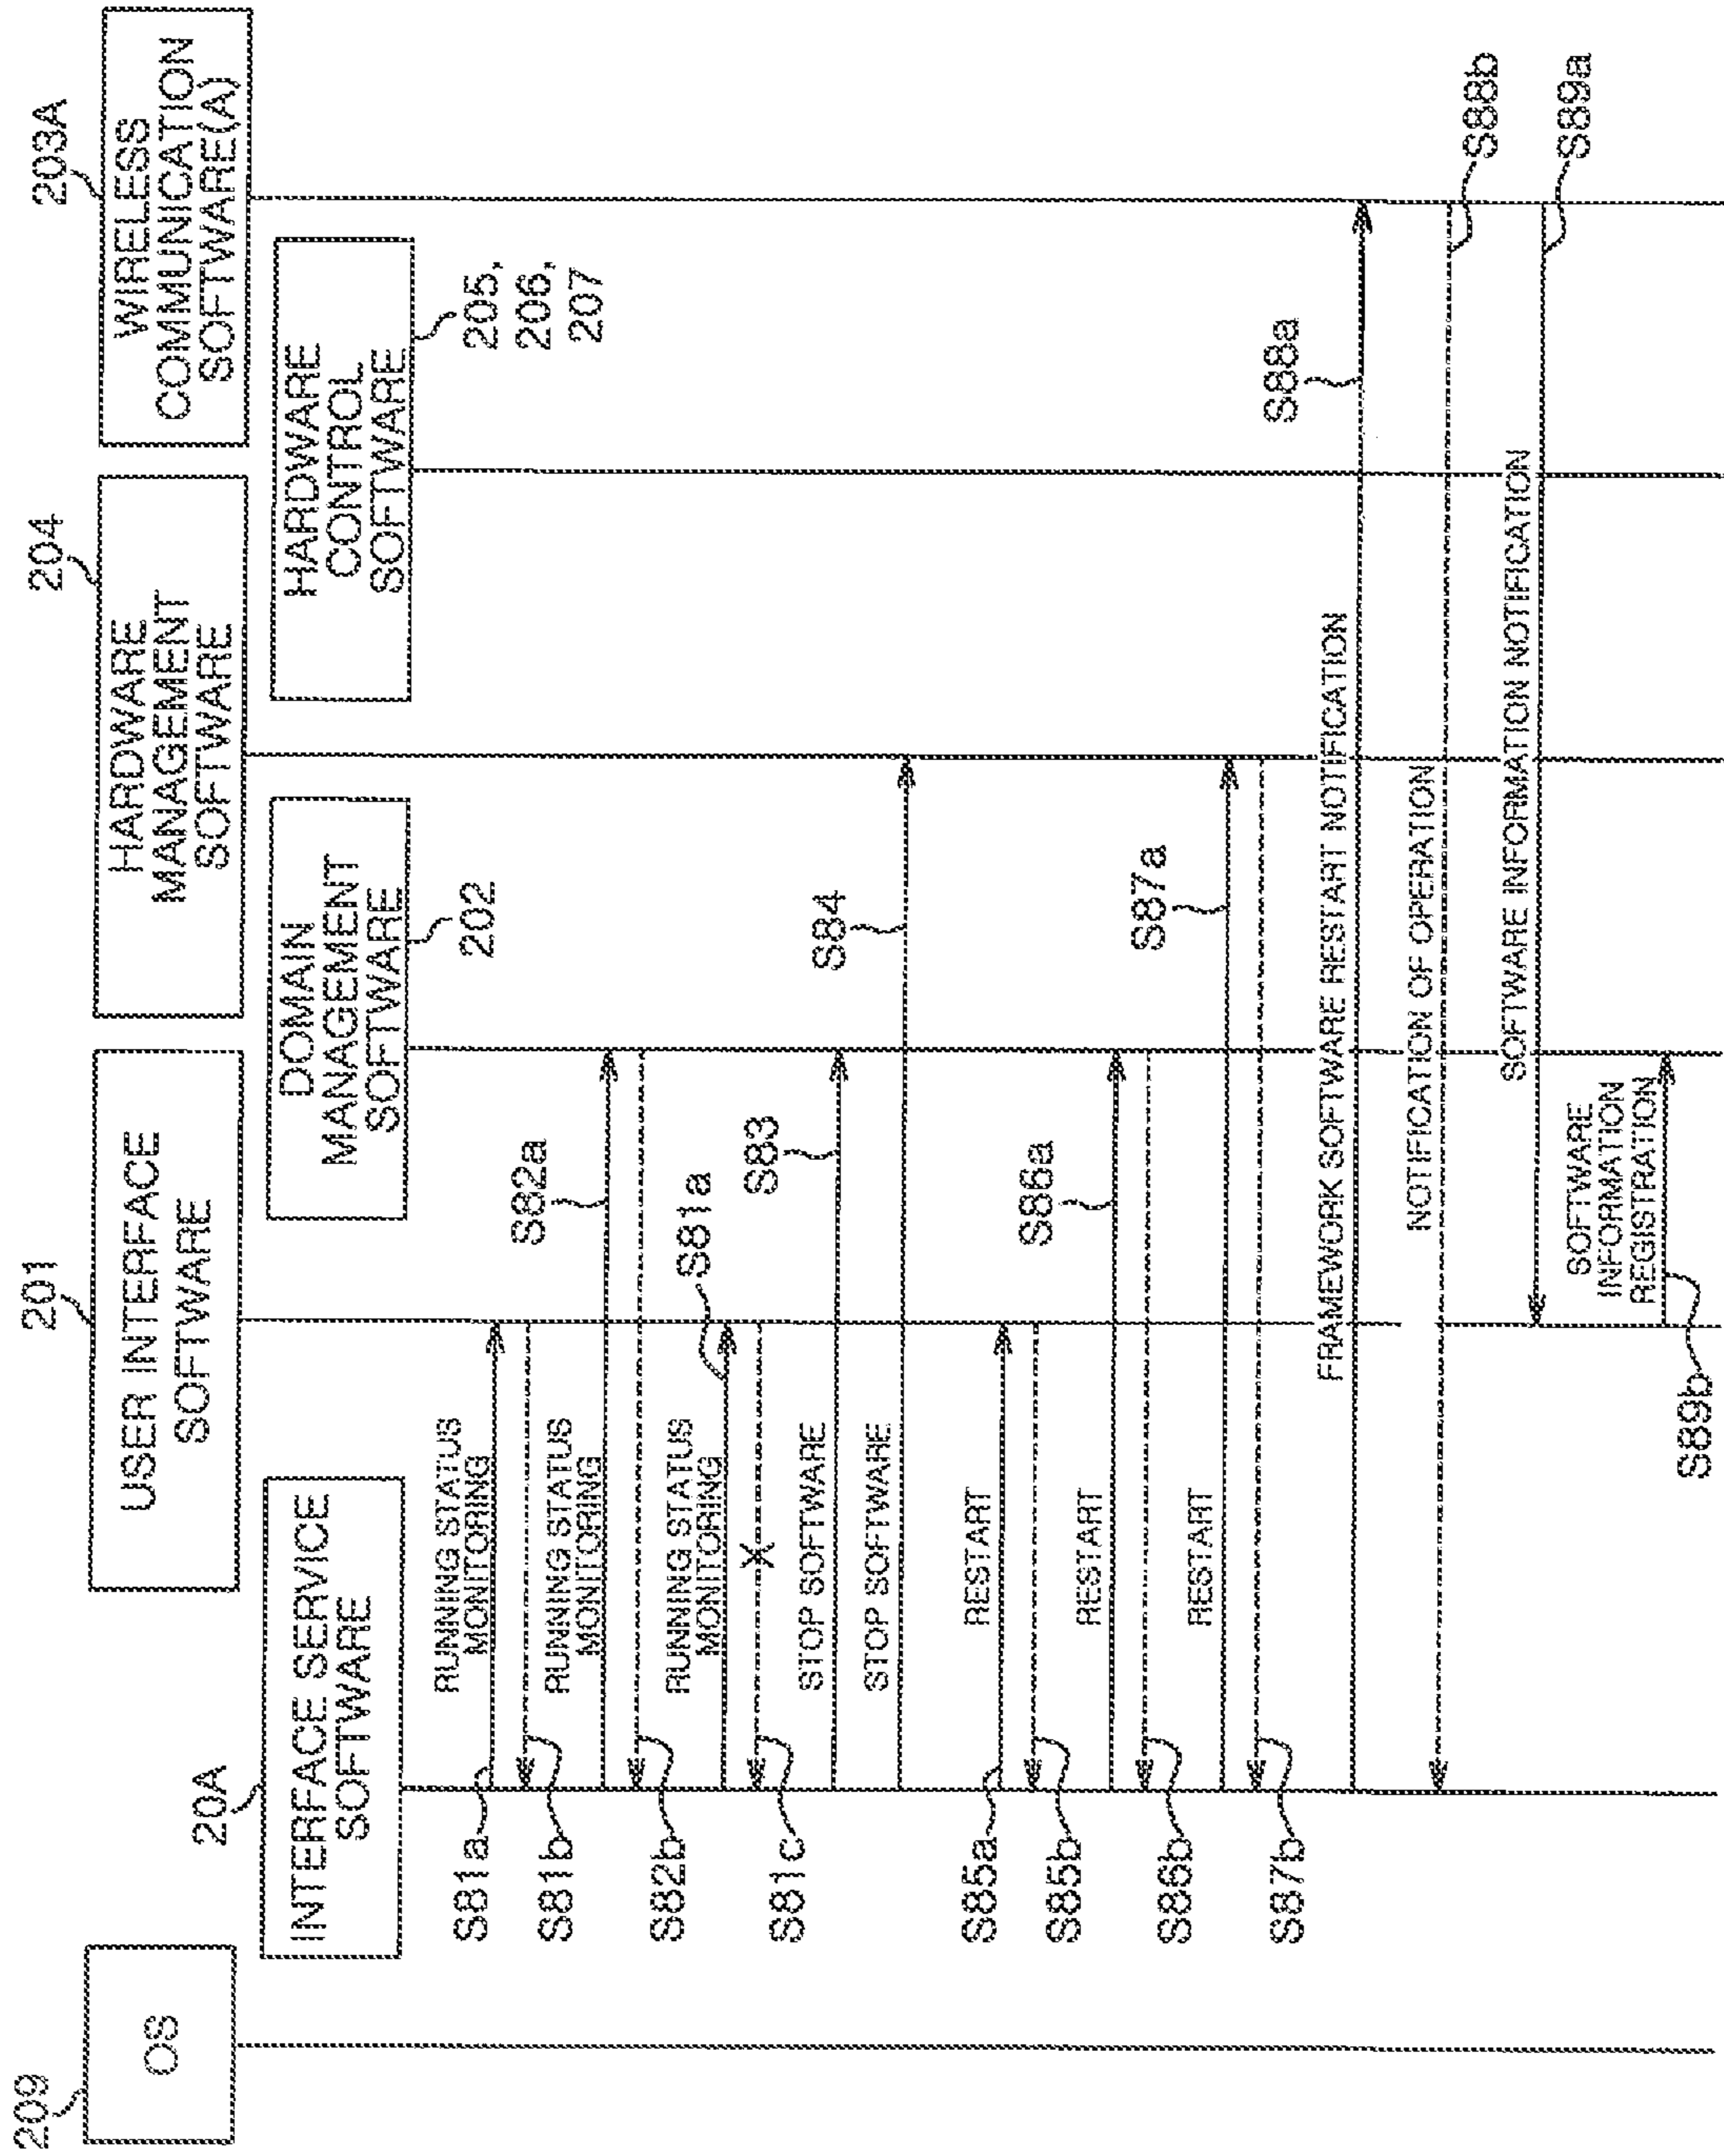 209
OS
20A
INTERFACE SERVICE
SOFTWARE
201
USER INTERFACE
SOFTWARE
DOMAIN
MANAGEMENT
SOFTWARE
202
204
HARDWARE
MANAGEMENT
SOFTWARE
HARDWARE
CONTROL
SOFTWARE
205,
206,
207
203A
WIRELESS
COMMUNICATION
SOFTWARE(A)
S81a
RUNNING STATUS
MONITORING
S81b
RUNNING STATUS
MONITORING
S82a
S82b
RUNNING STATUS
MONITORING
S81a
S81c
X
STOP SOFTWARE
S83
STOP SOFTWARE
S84
S85a
RESTART
S85b
RESTART
S86a
S86b
RESTART
S87a
S87b
FRAMEWORK SOFTWARE RESTART NOTIFICATION
S88a
NOTIFICATION OF OPERATION
S88b
SOFTWARE INFORMATION NOTIFICATION
S89a
SOFTWARE
INFORMATION
REGISTRATION
S89b